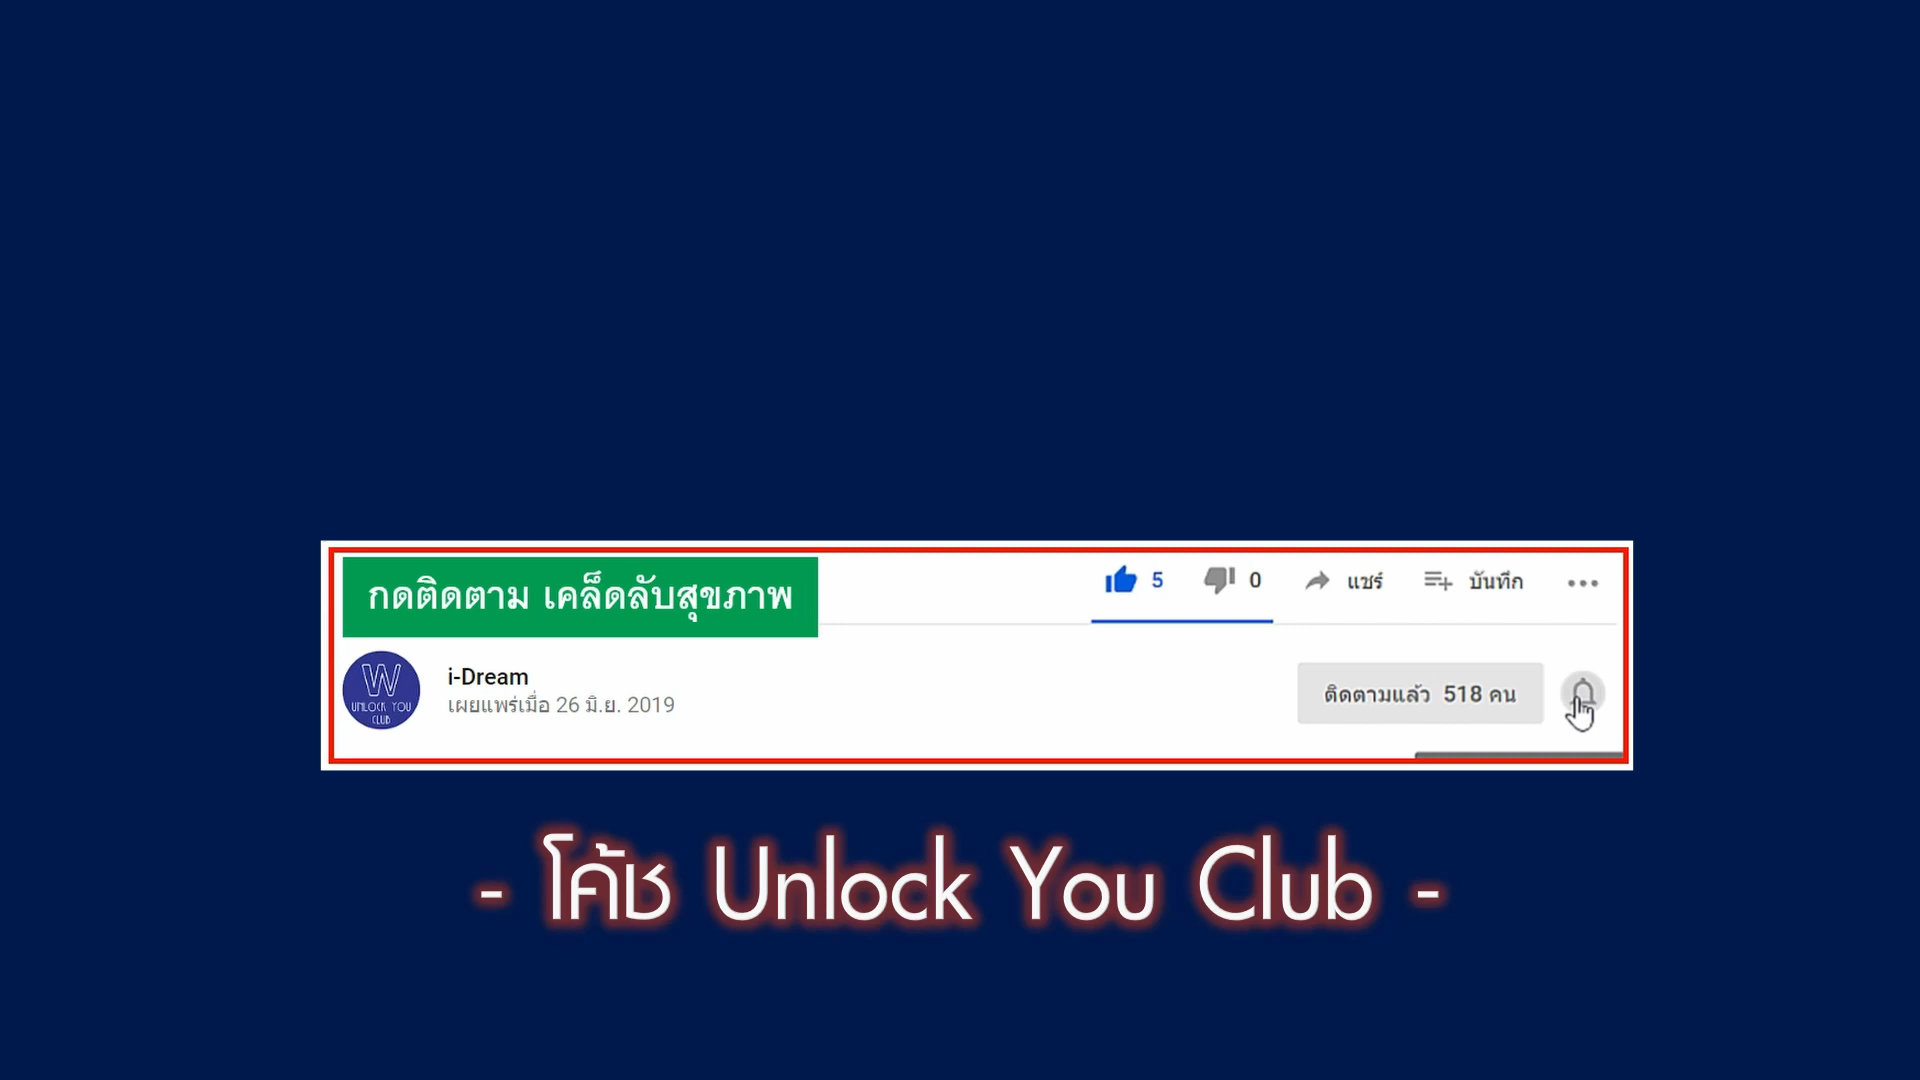 กดติดตาม เคล็ดลับสุขภาพ
5 0 แชร์ บันทึก
W
UNLOCK YOU
CLUB
i-Dream
เผยแพร่เมื่อ 26 มิ.ย. 2019
ติดตามแล้ว 518 คน
- โค้ช Unlock You Club -